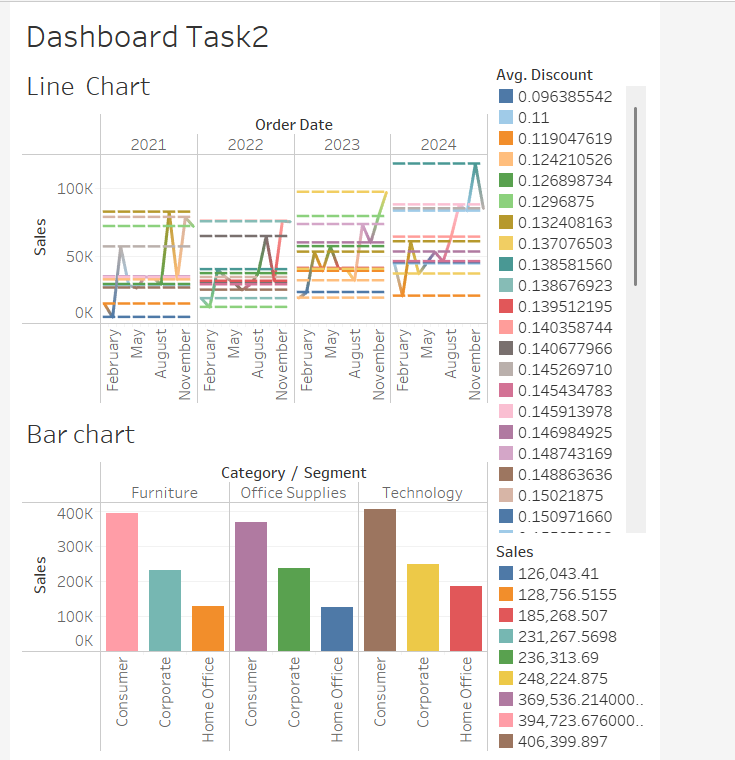 Dashboard Task2
Line Chart
Order Date
2021 2022 2023 2024
Sales
100K
50K
0K
February May August November February May August November February May August November February May August November
Bar chart
Category / Segment
Furniture Office Supplies Technology
Sales
400K
300K
200K
100K
0K
Consumer Corporate Home Office Consumer Corporate Home Office Consumer Corporate Home Office
Avg. Discount
0.096385542
0.11
0.119047619
0.124210526
0.126898734
0.1296875
0.132408163
0.137076503
0.138581560
0.138676923
0.139512195
0.140358744
0.140677966
0.145269710
0.145434783
0.145913978
0.146984925
0.148743169
0.148863636
0.15021875
0.150971660
Sales
126,043.41
128,756.5155
185,268.507
231,267.5698
236,313.69
248,224.875
369,536.214000..
394,723.676000..
406,399.897